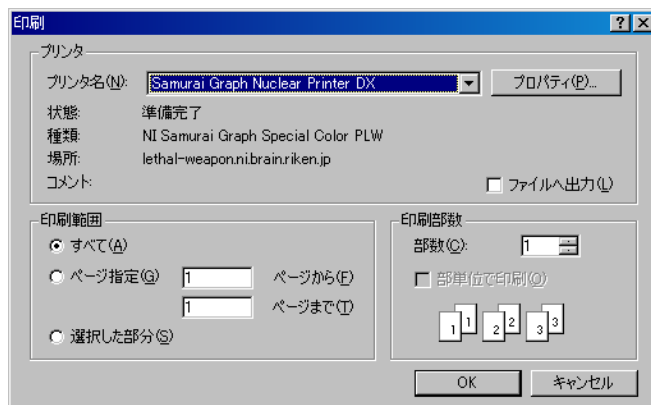 印刷
プリンタ
プリンタ名(N): Samurai Graph Nuclear Printer DX プロパティ(P)...
状態: 準備完了
種類: NI Samurai Graph Special Color PLW
場所: lethal-weapon.ni.brain.riken.jp
コメント: ファイルへ出力(L)
印刷範囲
すべて(A)
ページ指定(G) 1 ページから(F)
1 ページまで(T)
選択した部分(S)
印刷部数
部数(C): 1
部単位で印刷(O)
1 1 2 2 3 3
OK キャンセル